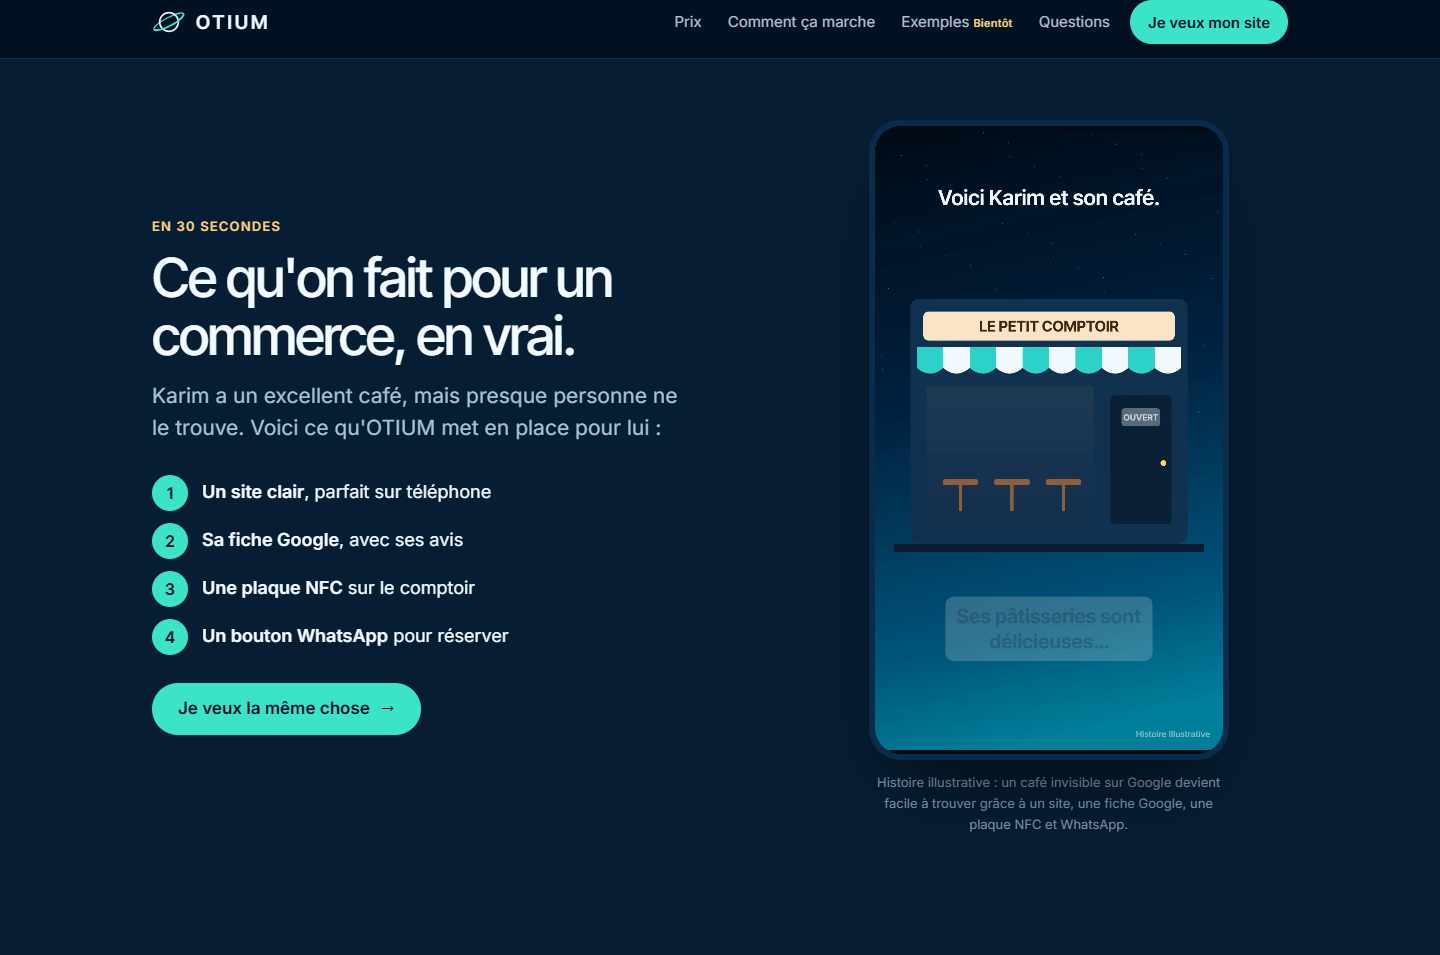 OTIUM
Prix
Comment ça marche
Exemples Bientôt
Questions
Je veux mon site
EN 30 SECONDES
Ce qu'on fait pour un
commerce, en vrai.
Karim a un excellent café, mais presque personne ne
le trouve. Voici ce qu'OTIUM met en place pour lui :
1 Un site clair, parfait sur téléphone
2 Sa fiche Google, avec ses avis
3 Une plaque NFC sur le comptoir
4 Un bouton WhatsApp pour réserver
Je veux la même chose →
Voici Karim et son café.
LE PETIT COMPTOIR
OUVERT
Ses pâtisseries sont
délicieuses...
Histoire illustrative
Histoire illustrative : un café invisible sur Google devient
facile à trouver grâce à un site, une fiche Google, une
plaque NFC et WhatsApp.